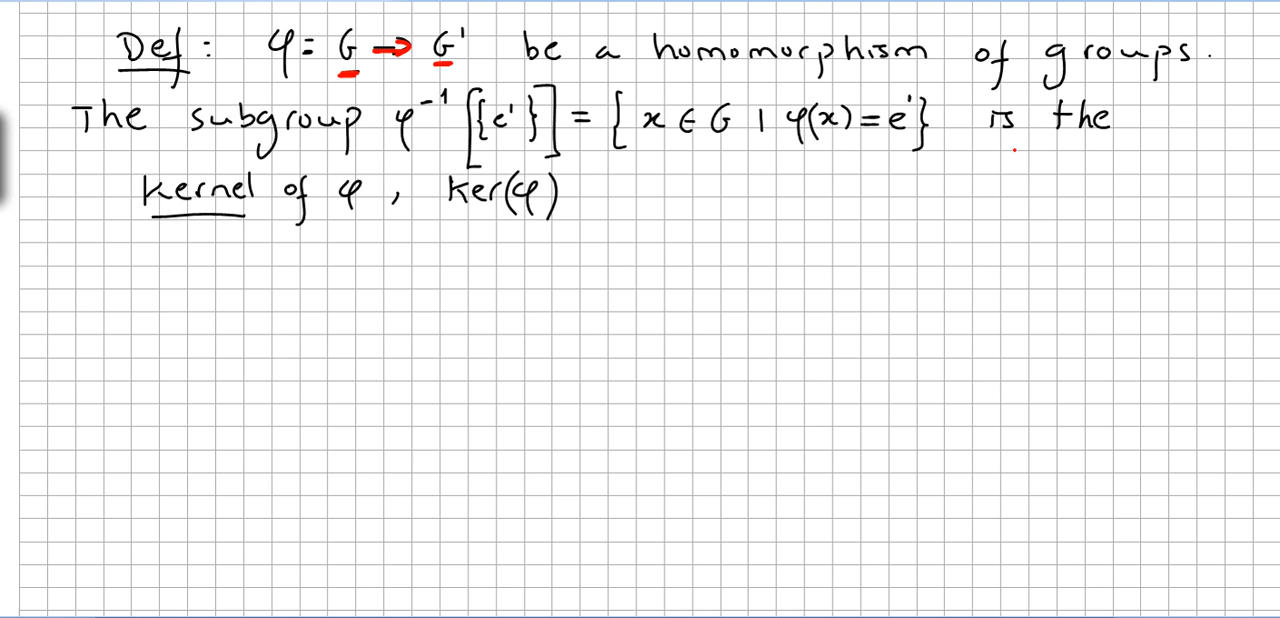 Def: φ: G → G' be a homomorphism of groups.
The subgroup φ⁻¹[{e'}] = { x ∈ G | φ(x) = e' } is the
kernel of φ, ker(φ)